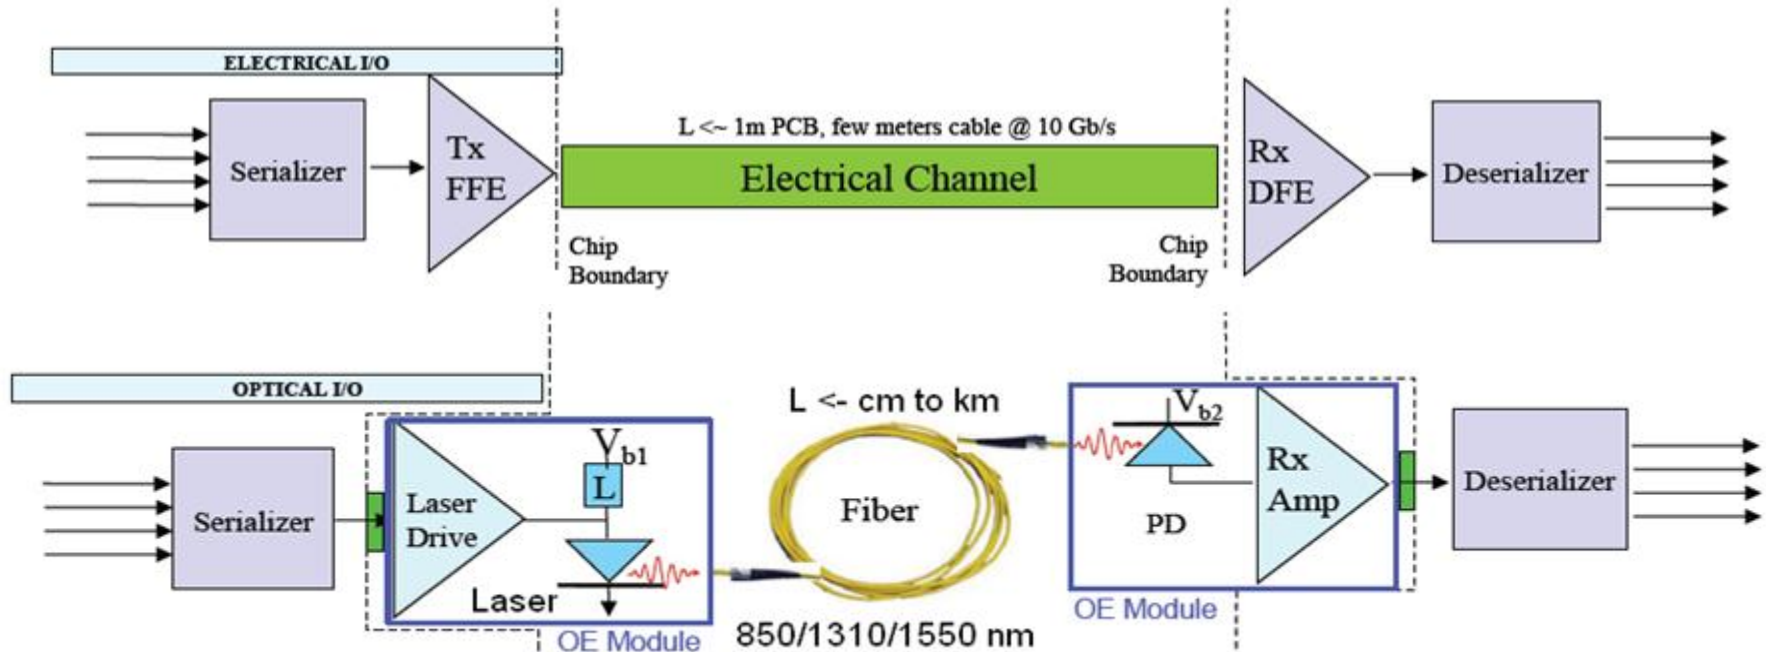 ELECTRICAL I/O
Serializer
Tx
FFE
L <~ 1m PCB, few meters cable @ 10 Gb/s
Electrical Channel
Chip
Boundary
Chip
Boundary
Rx
DFE
Deserializer
OPTICAL I/O
Serializer
Laser
Drive
Vb1
L
Laser
OE Module
L <- cm to km
Fiber
850/1310/1550 nm
Vb2
PD
Rx
Amp
OE Module
Deserializer